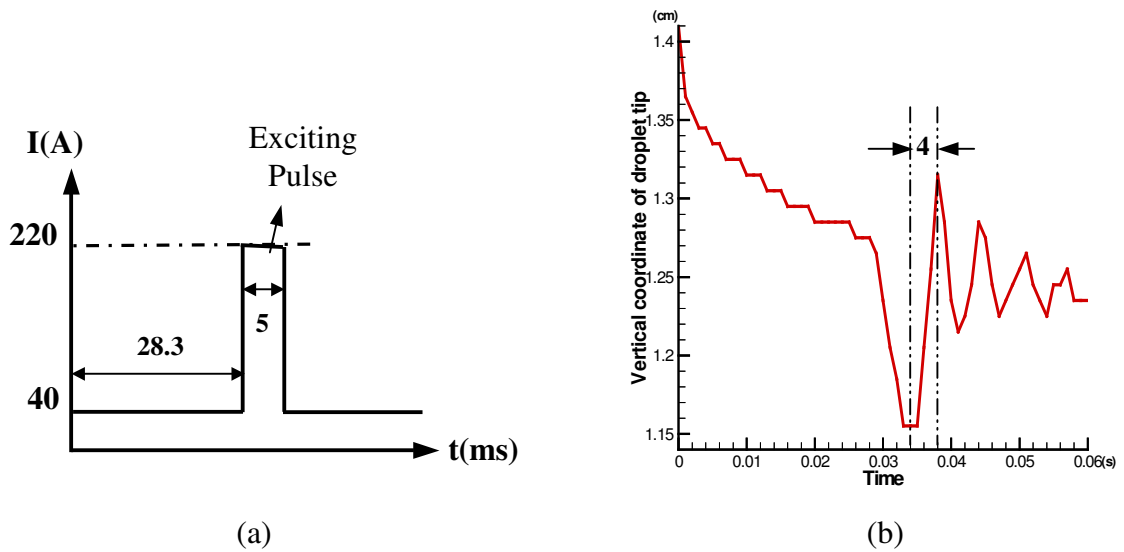 I(A)
Exciting
Pulse
220
5
28.3
40
t(ms)
(a)
(cm)
Vertical coordinate of droplet tip
1.4
1.35
1.3
1.25
1.2
1.15
4
0
0.01
0.02
0.03
0.04
0.05
0.06(s)
Time
(b)